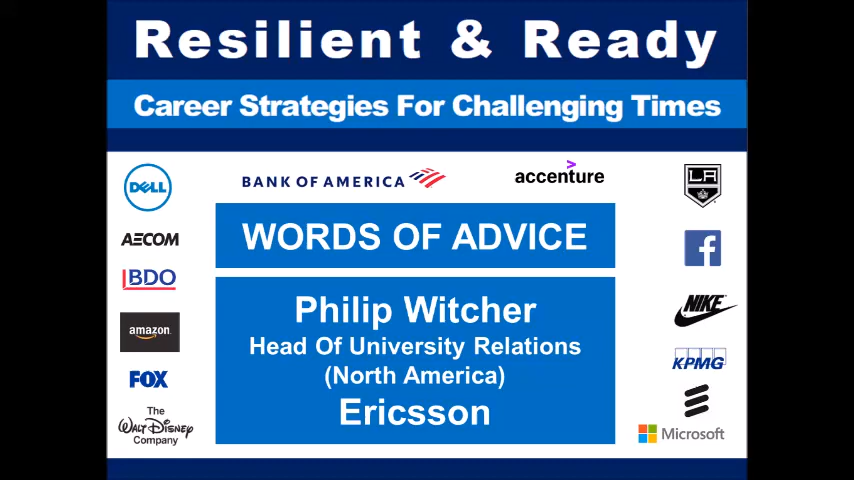 Resilient & Ready
Career Strategies For Challenging Times
DELL
BANK OF AMERICA
accenture
LA
AECOM
WORDS OF ADVICE
f
BDO
Philip Witcher
NIKE
amazon
Head Of University Relations
(North America)
KPMG
FOX
Ericsson
The
WALT DISNEY
Company
Microsoft